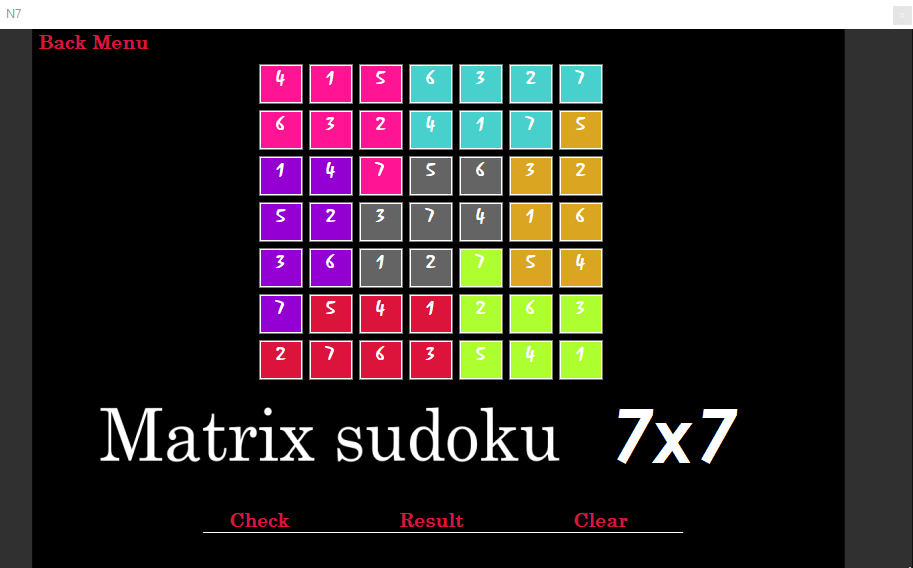 N7
Back Menu
4 1 5 6 3 2 7
6 3 2 4 1 7 5
1 4 7 5 6 3 2
5 2 3 7 4 1 6
3 6 1 2 7 5 4
7 5 4 1 2 6 3
2 7 6 3 5 4 1
Matrix sudoku 7x7
Check Result Clear